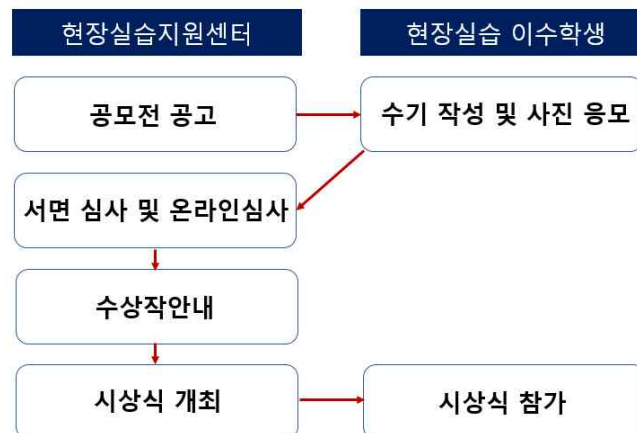 현장실습지원센터
현장실습 이수학생
공모전 공고
수기 작성 및 사진 응모
서면 심사 및 온라인심사
수상작안내
시상식 개최
시상식 참가